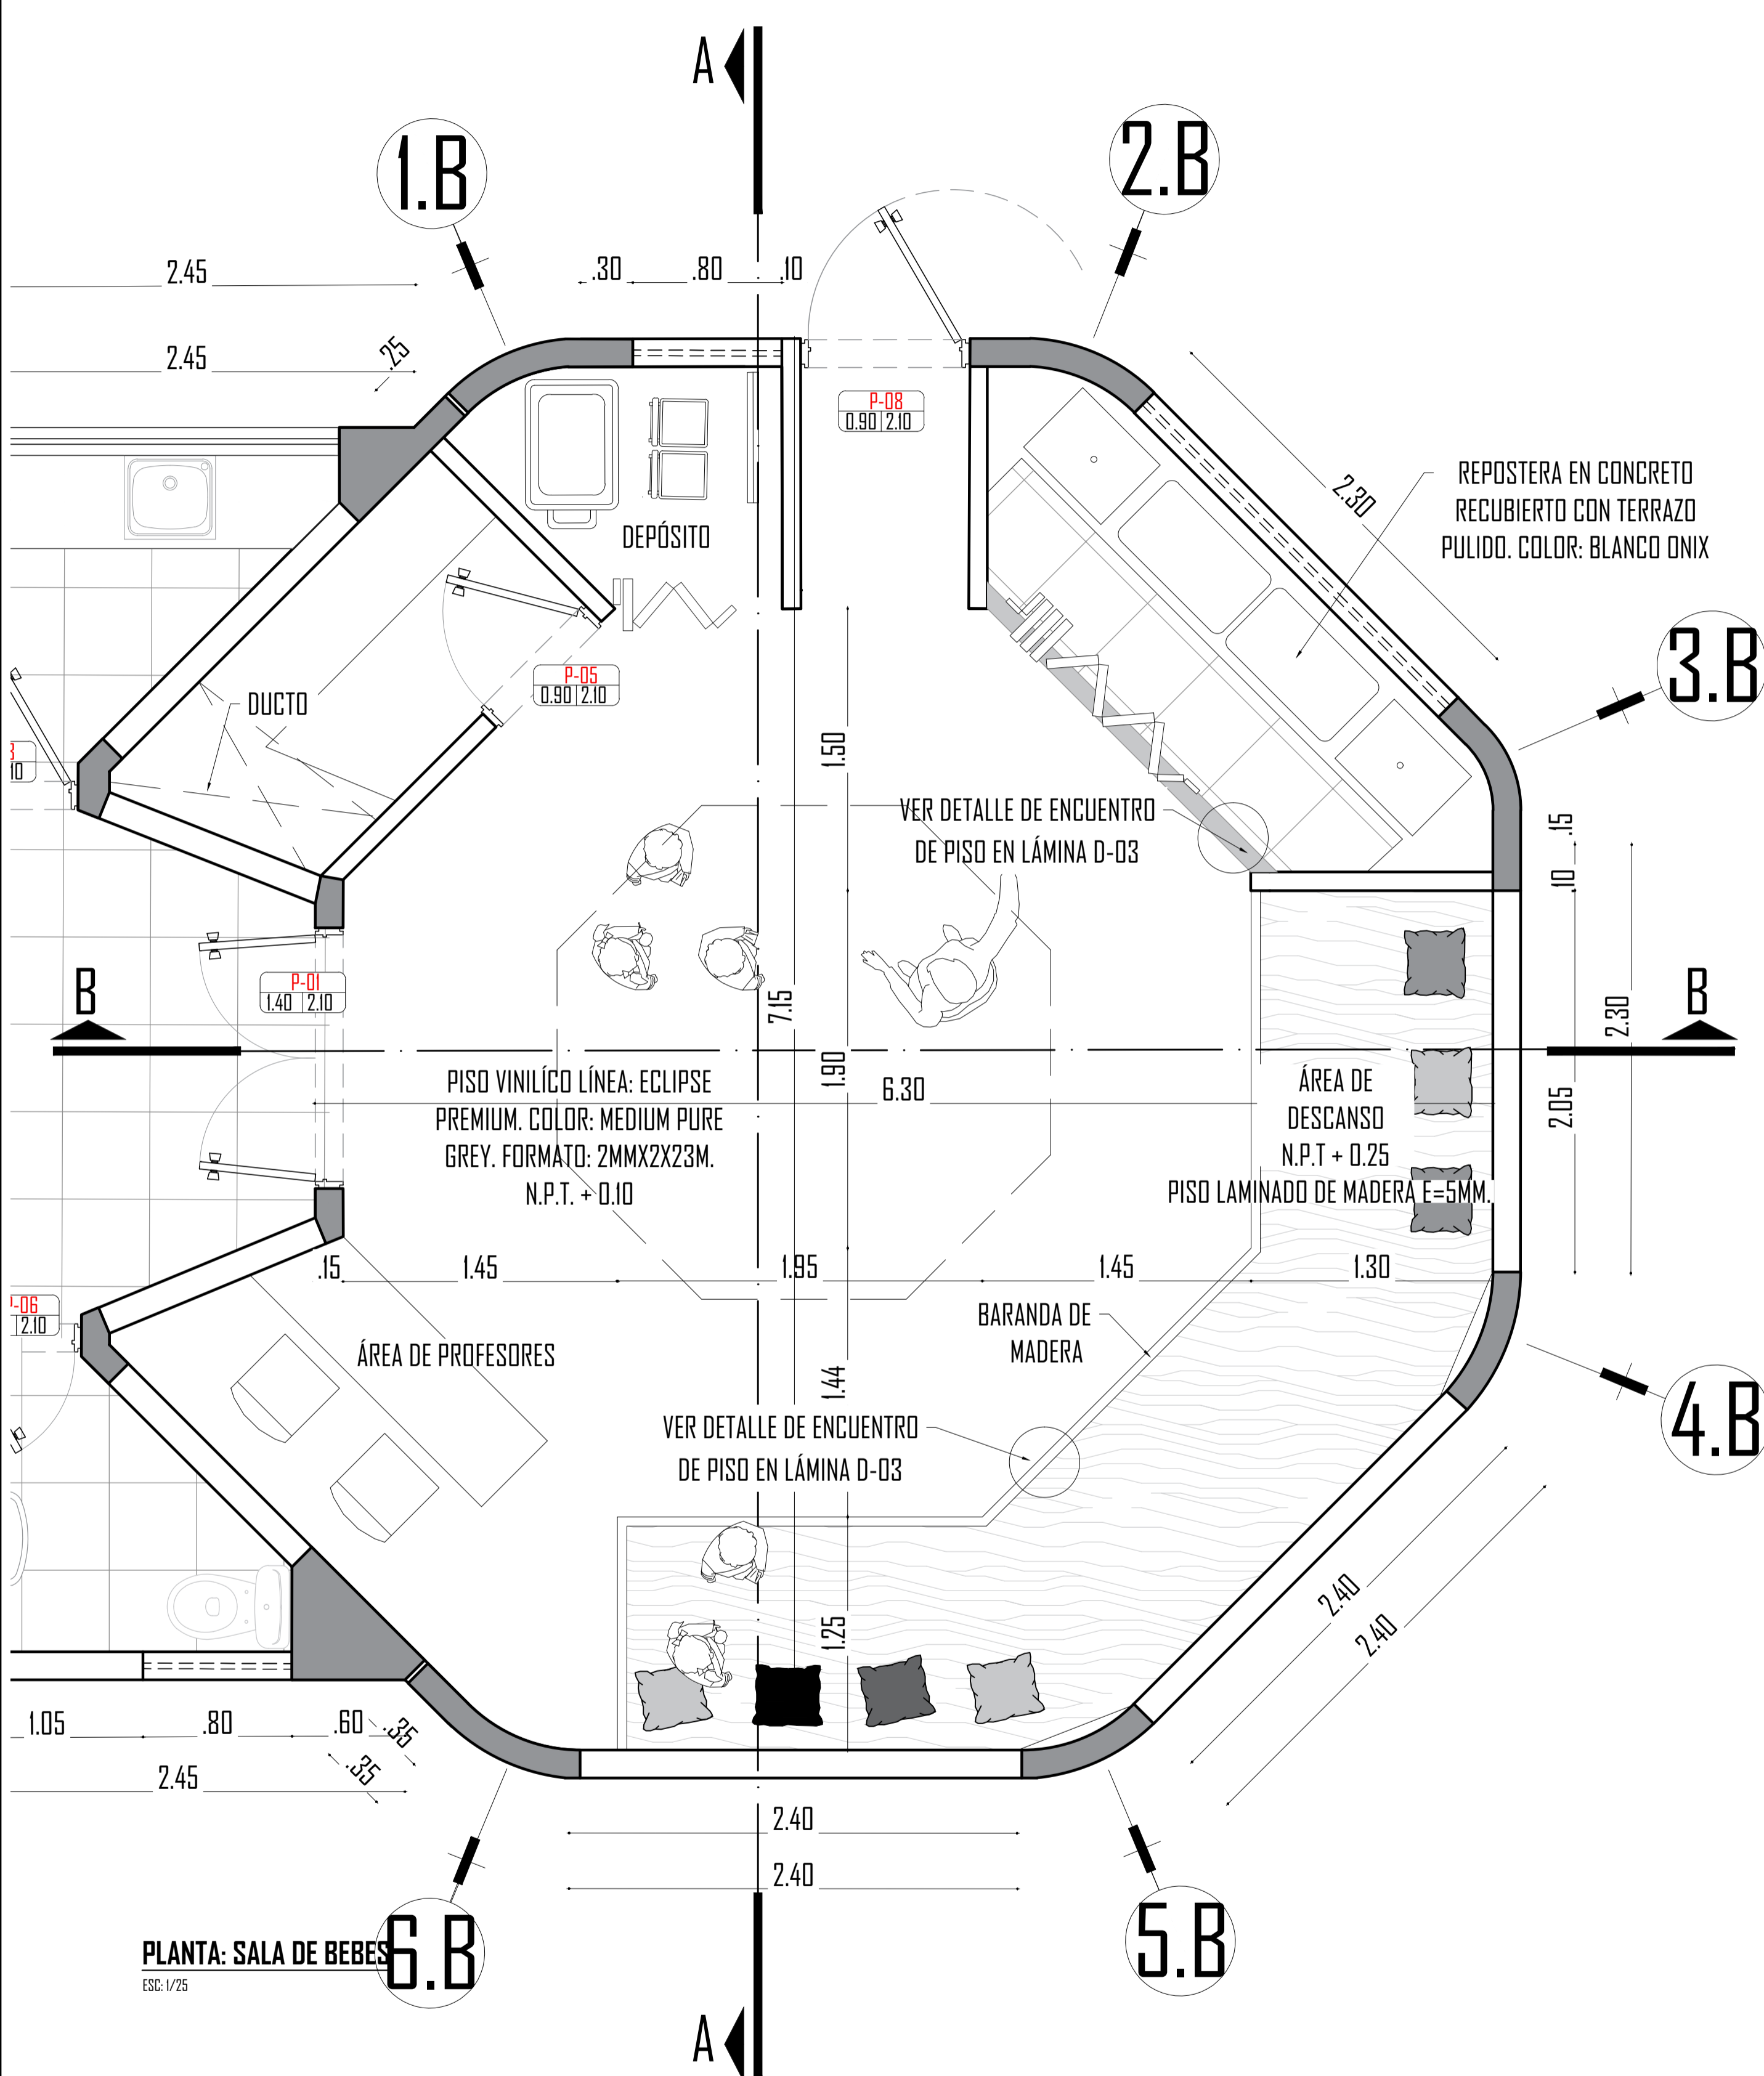 A
1.B
2.B
2.45
.30
.80
.10
2.45
.25
P-08
0.90
2.10
2.30
REPOSTERA EN CONCRETO
RECUBIERTO CON TERRAZO
PULIDO. COLOR: BLANCO ONIX
DEPÓSITO
3.B
P-05
0.90
2.10
DUCTO
3
10
1.50
VER DETALLE DE ENCUENTRO
DE PISO EN LÁMINA D-03
.15
.10
P-01
1.40
2.10
B
B
7.15
2.30
1.90
6.30
2.05
PISO VINILÍCO LÍNEA: ECLIPSE
PREMIUM. COLOR: MEDIUM PURE
GREY. FORMATO: 2MMX2X23M.
N.P.T. + 0.10
ÁREA DE
DESCANSO
N.P.T + 0.25
PISO LAMINADO DE MADERA E=5MM.
.15
1.45
1.95
1.45
1.30
-06
2.10
BARANDA DE
MADERA
ÁREA DE PROFESORES
1.44
4.B
VER DETALLE DE ENCUENTRO
DE PISO EN LÁMINA D-03
2.40
2.40
1.25
1.05
.80
.60
.35
.35
2.45
2.40
2.40
6.B
5.B
PLANTA: SALA DE BEBES
ESC: 1/25
A